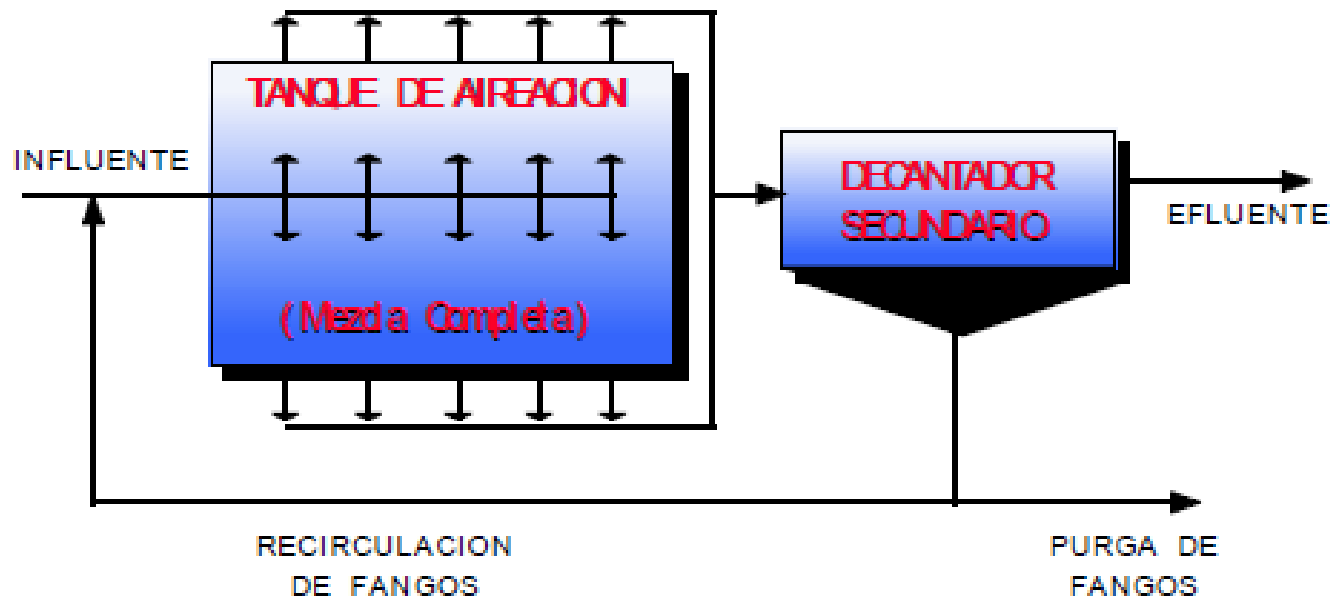 TANQUE DE AIREACION
INFLUENTE
DECANTADOR
SECUNDARIO
EFLUENTE
(Mezcla Completa)
RECIRCULACION
DE FANGOS
PURGA DE
FANGOS